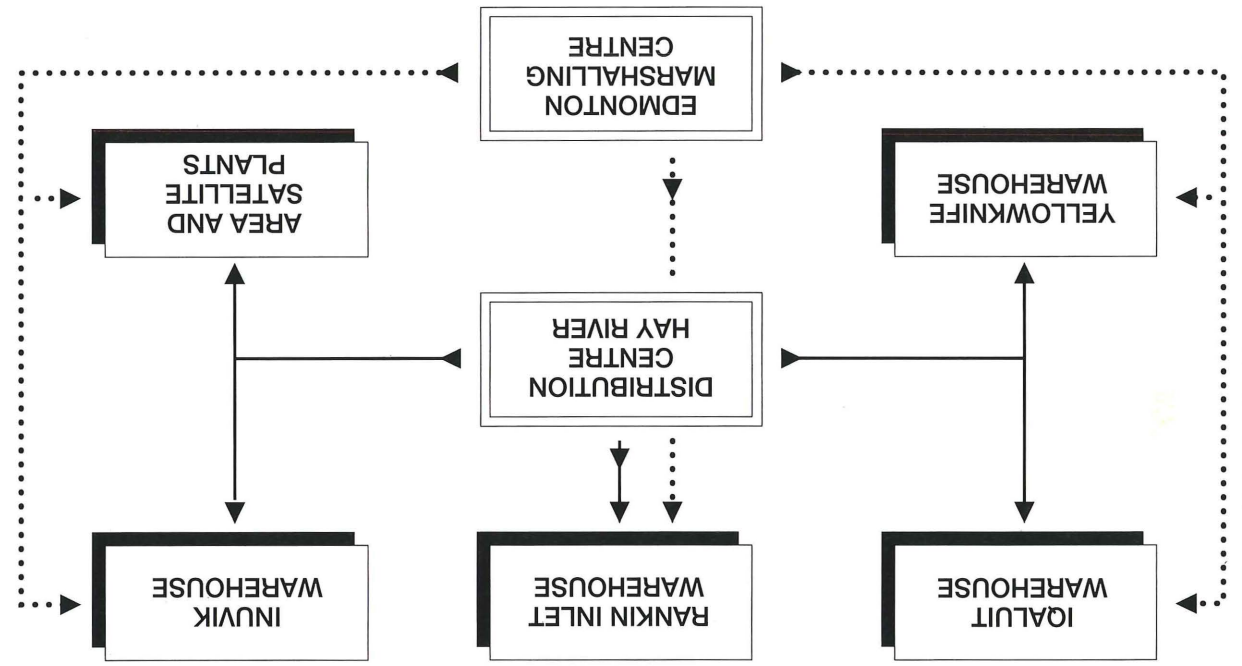 IQALUIT
WAREHOUSE
RANKIN INLET
WAREHOUSE
INUVIK
WAREHOUSE
DISTRIBUTION
CENTRE
HAY RIVER
YELLOWKNIFE
WAREHOUSE
AREA AND
SATELLITE
PLANTS
EDMONTON
MARSHALLING
CENTRE